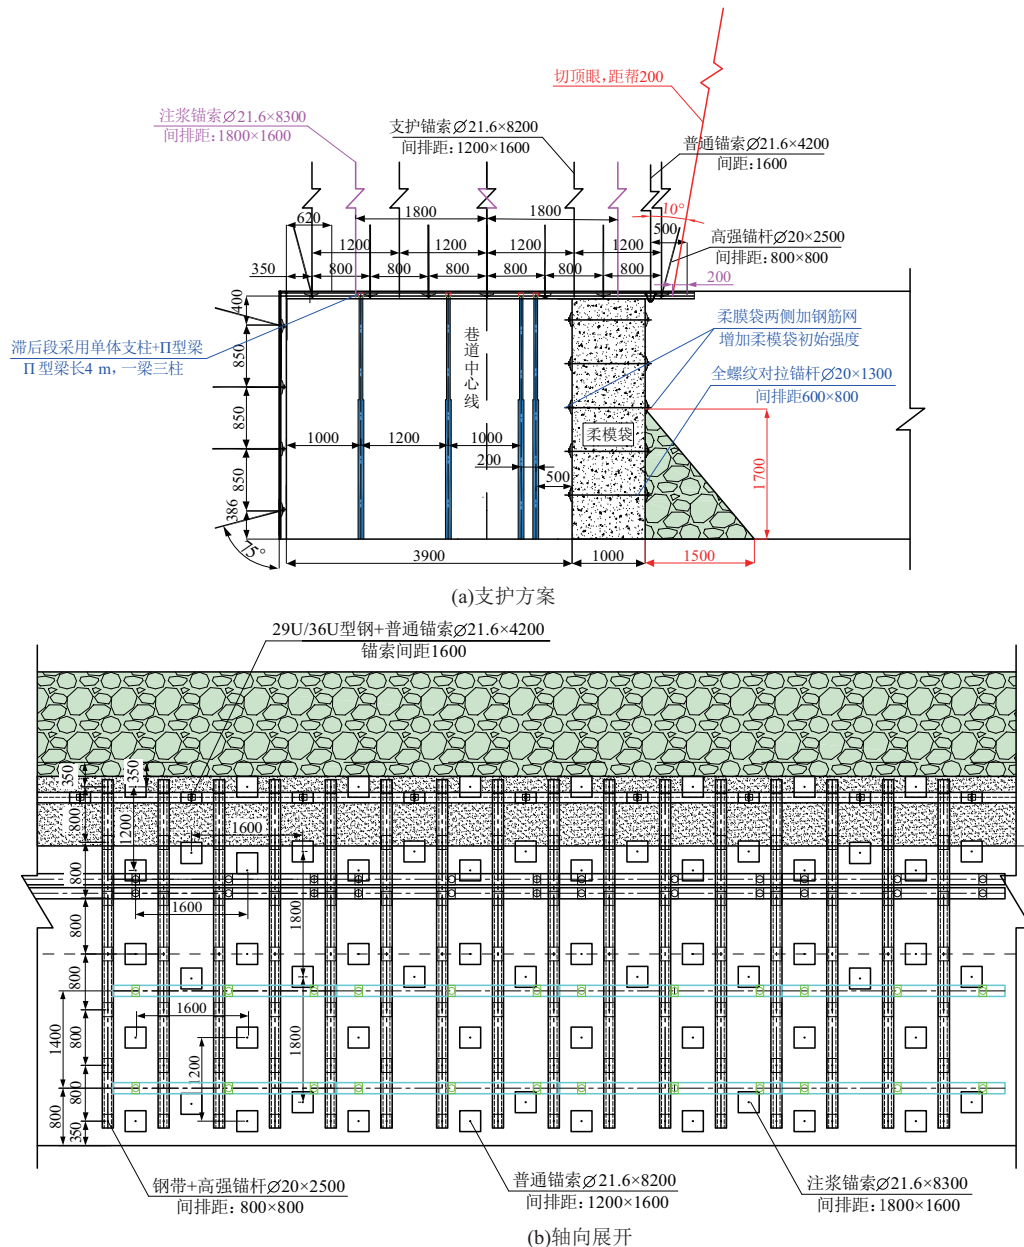 切顶眼,距帮200
注浆锚索∅21.6×8300
间排距:1800×1600
支护锚索∅21.6×8200
间排距:1200×1600
普通锚索∅21.6×4200
间距:1600
10°
620
1800
1800
500
高强锚杆∅20×2500
间排距:800×800
1200
1200
1200
1200
350
800
800
800
800
800
800
200
400
滞后段采用单体支柱+Π型梁
Π型梁长4 m,一梁三柱
850
850
850
386
75°
巷道中心线
柔膜袋两侧加钢筋网
增加柔模袋初始强度
全螺纹对拉锚杆∅20×1300
间排距600×800
柔模袋
1000
1200
1000
200
500
1700
3900
1000
1500
(a)支护方案
29U/36U型钢+普通锚索∅21.6×4200
锚索间距1600
350
350
800
1200
1600
800
1600
1800
800
800
1400
1600
800
1200
1800
800
800
350
钢带+高强锚杆∅20×2500
间排距: 800×800
普通锚索∅21.6×8200
间排距:1200×1600
注浆锚索∅21.6×8300
间排距:1800×1600
(b)轴向展开